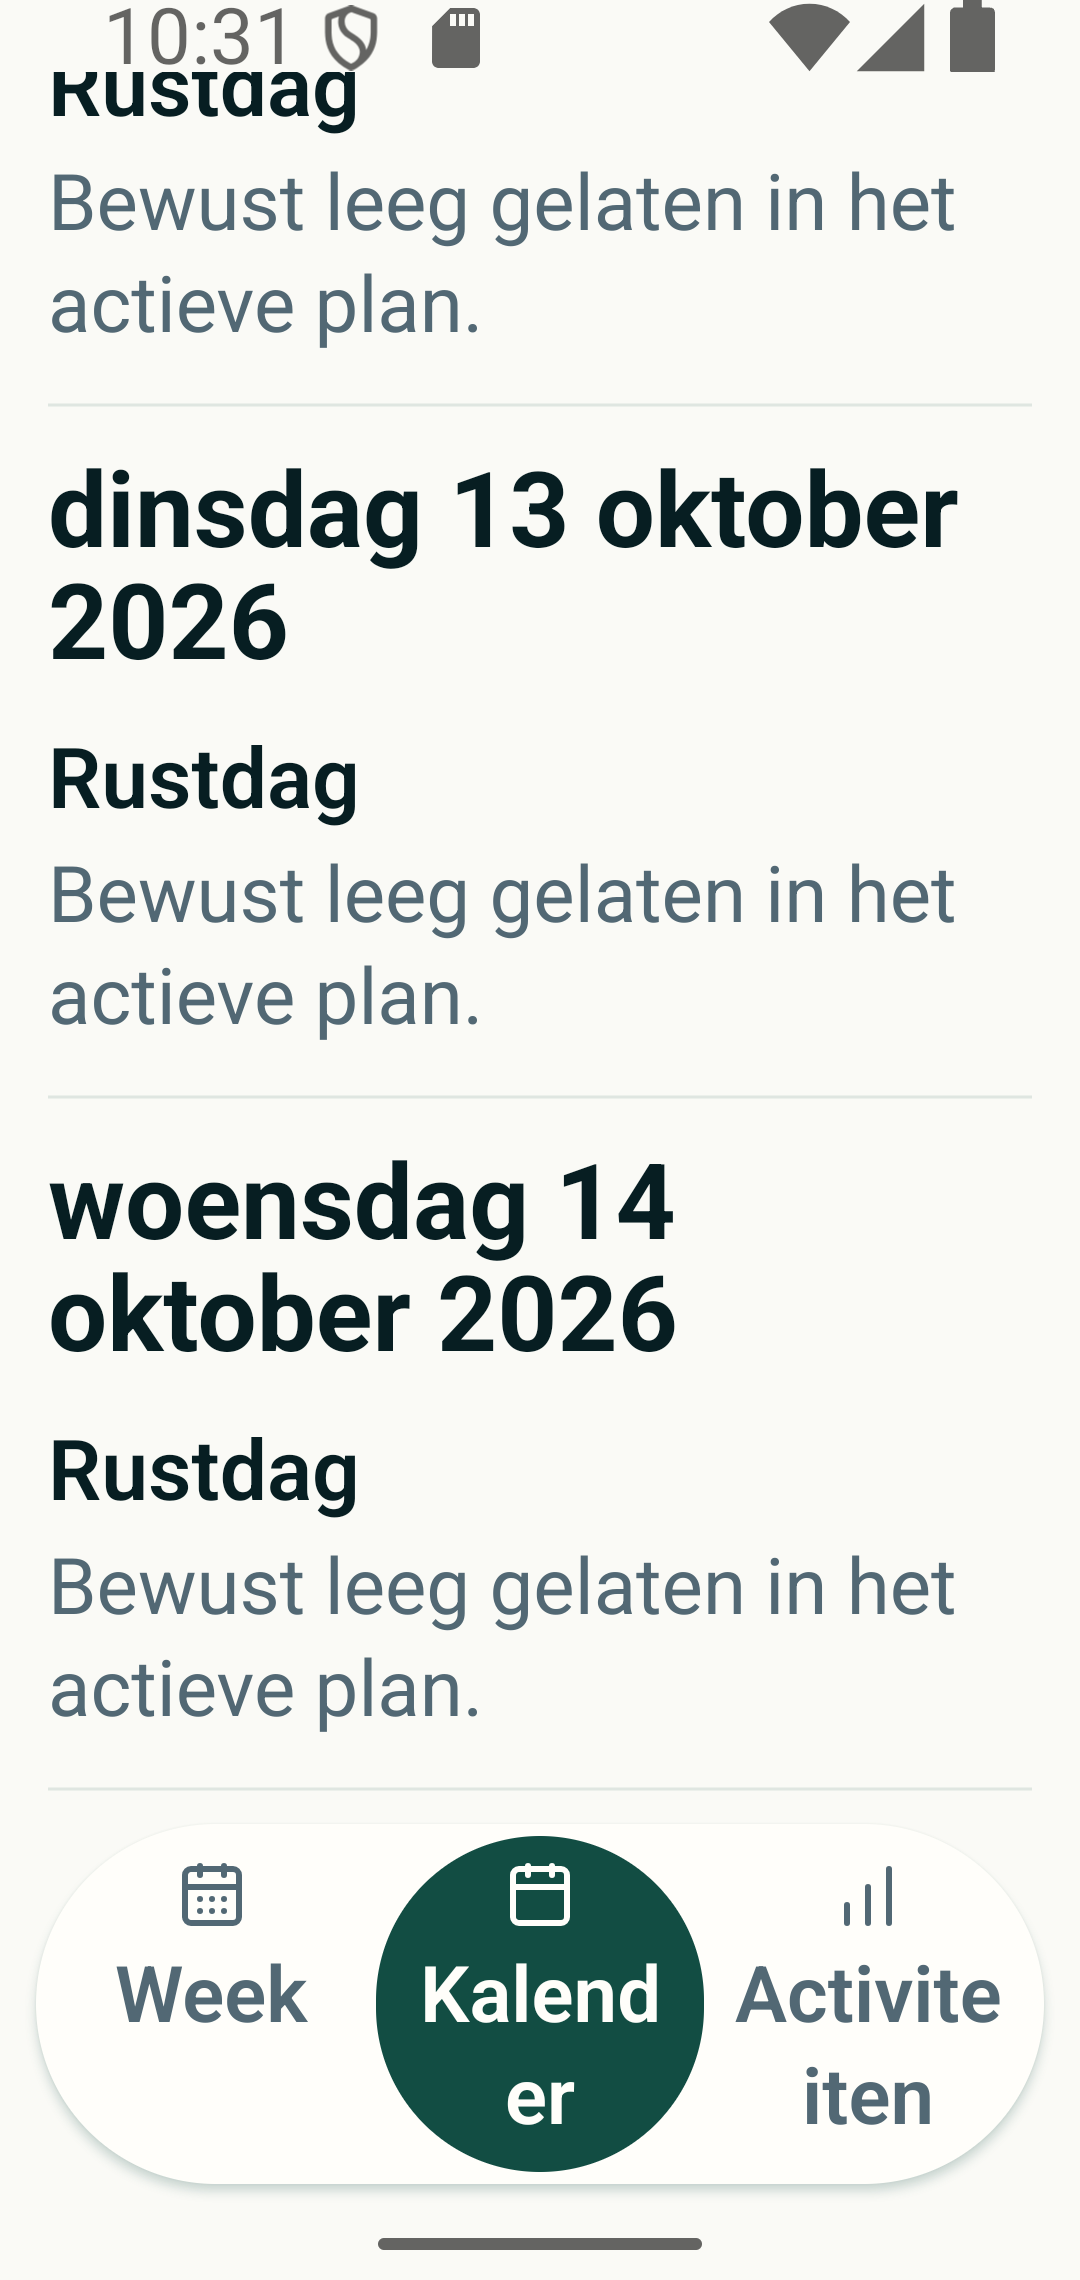 10:31
Rustdag
Bewust leeg gelaten in het
actieve plan.
dinsdag 13 oktober
2026
Rustdag
Bewust leeg gelaten in het
actieve plan.
woensdag 14
oktober 2026
Rustdag
Bewust leeg gelaten in het
actieve plan.
Week
Kalend
er
Activite
iten